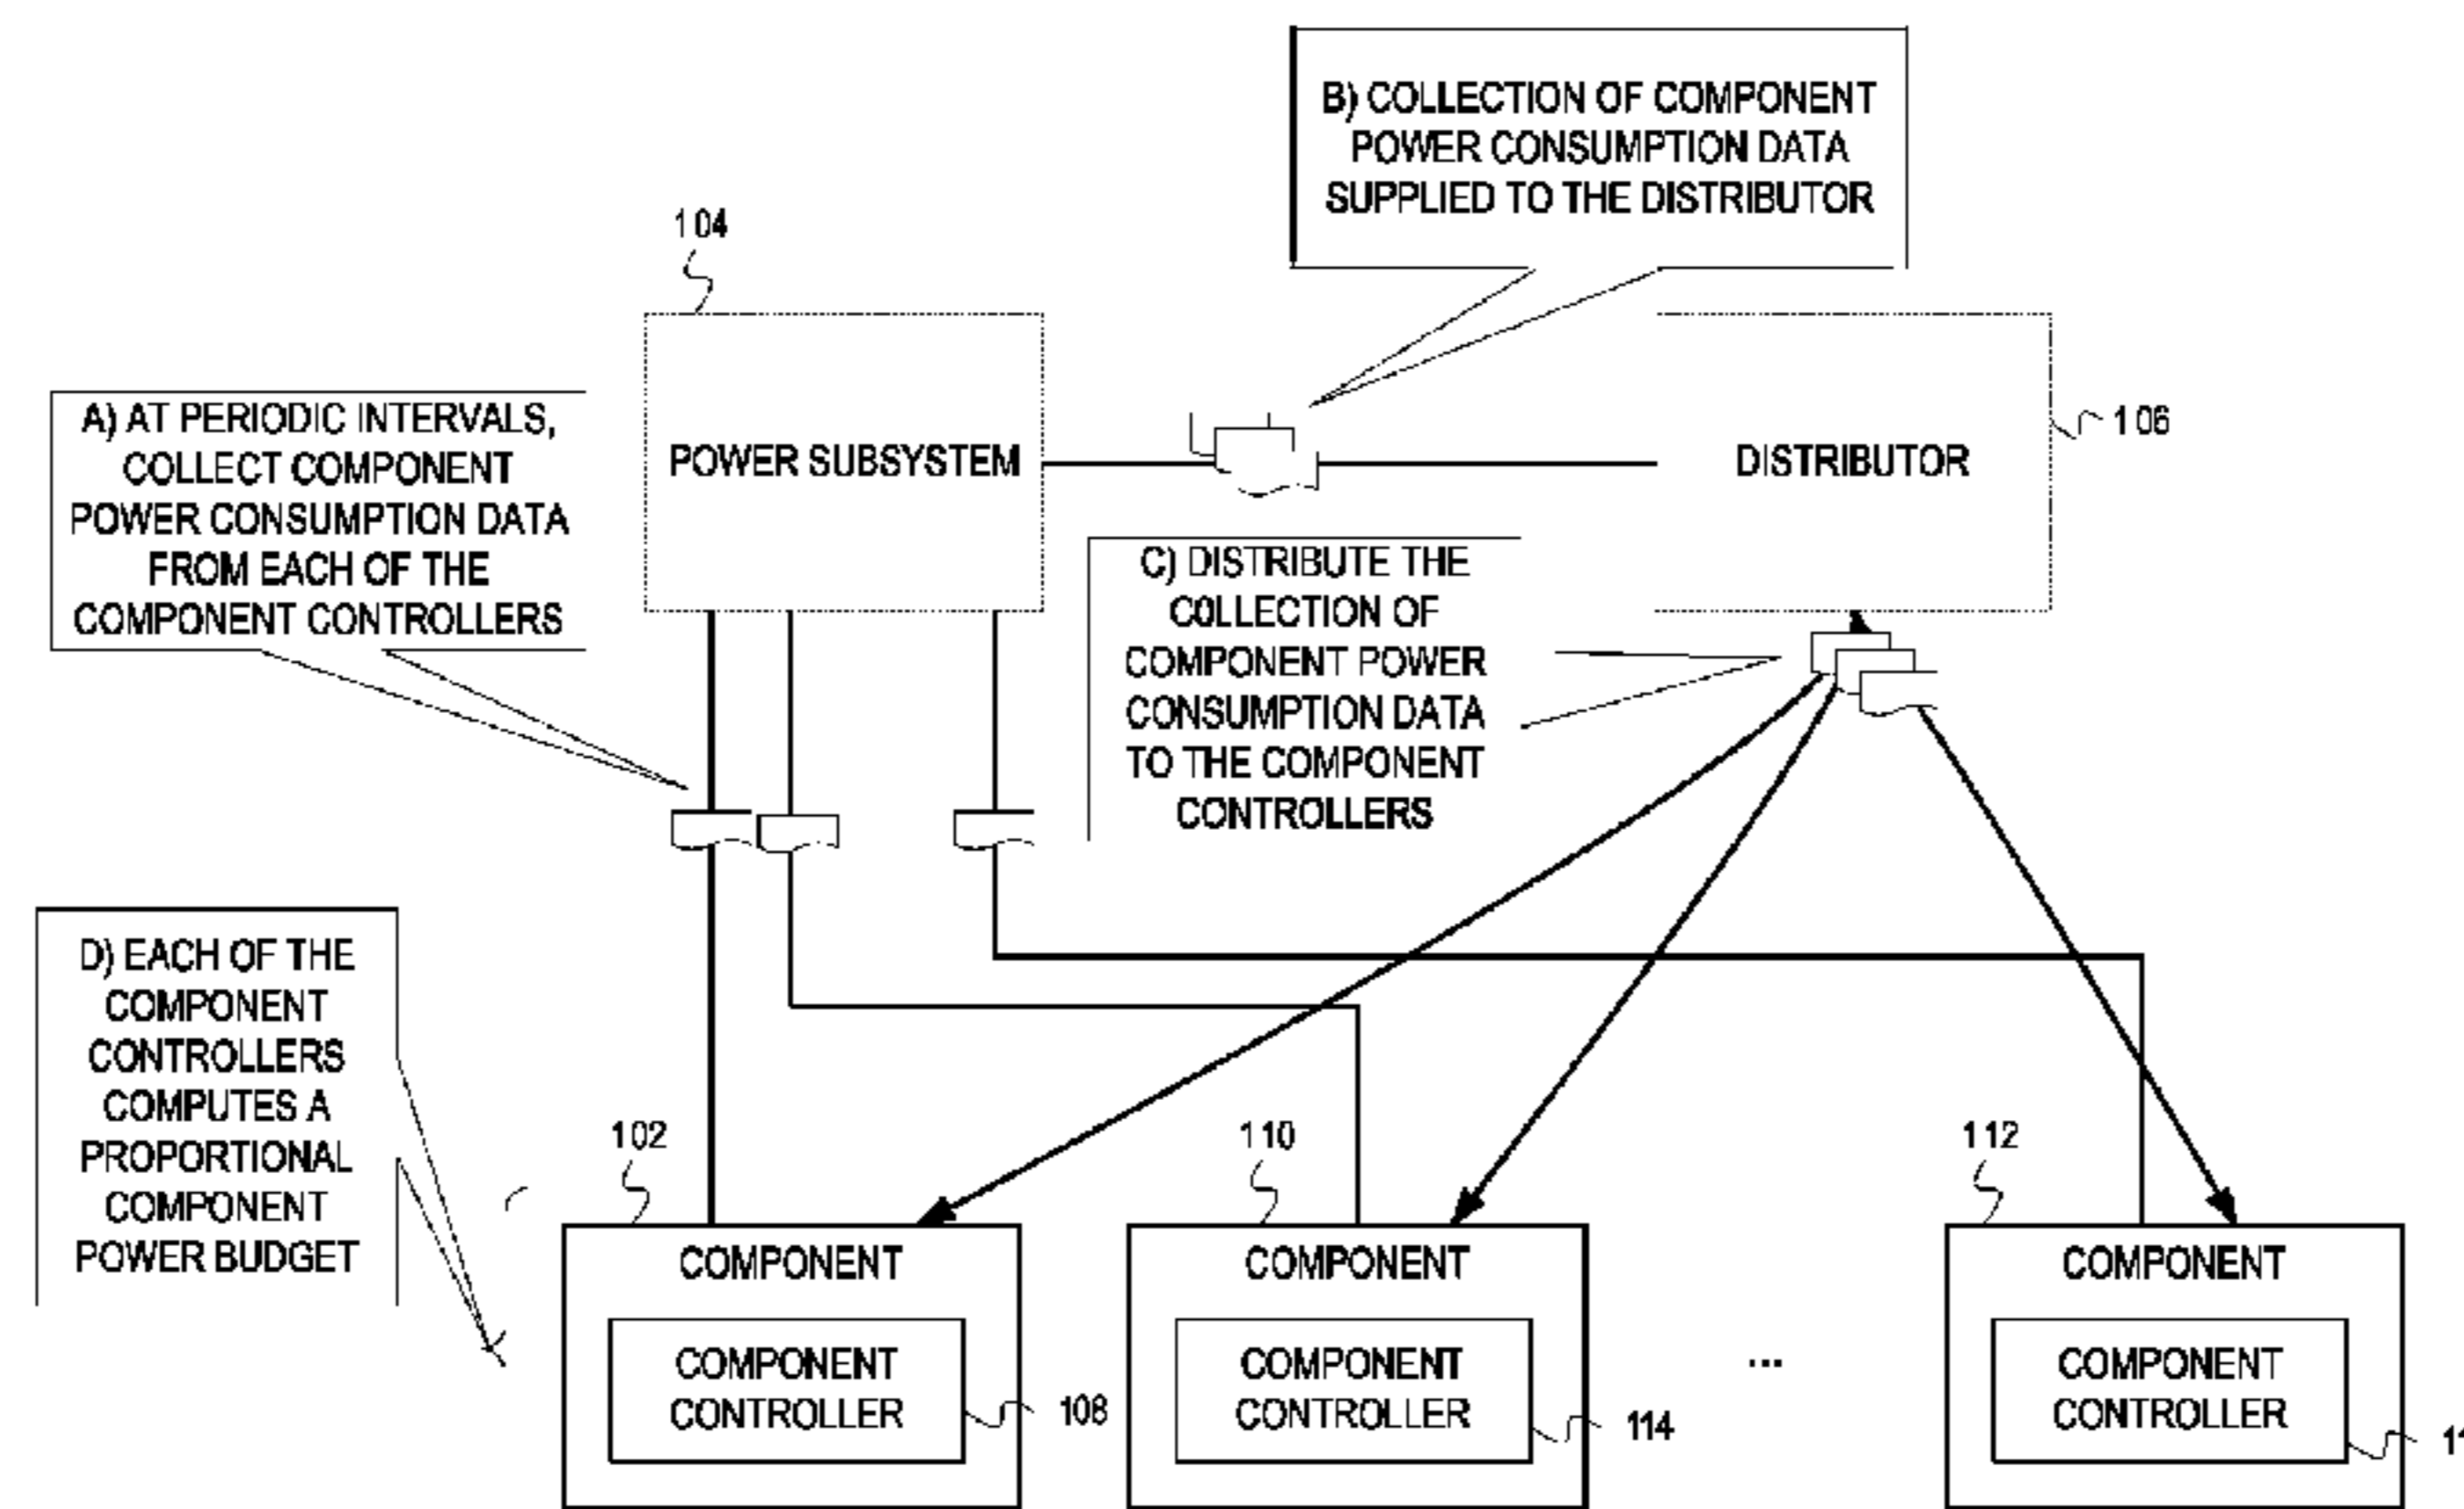 B) COLLECTION OF COMPONENT
POWER CONSUMPTION DATA
SUPPLIED TO THE DISTRIBUTOR
104
A) AT PERIODIC INTERVALS,
COLLECT COMPONENT
POWER CONSUMPTION DATA
FROM EACH OF THE
COMPONENT CONTROLLERS
POWER SUBSYSTEM
DISTRIBUTOR
106
C) DISTRIBUTE THE
COLLECTION OF
COMPONENT POWER
CONSUMPTION DATA
TO THE COMPONENT
CONTROLLERS
D) EACH OF THE
COMPONENT
CONTROLLERS
COMPUTES A
PROPORTIONAL
COMPONENT
POWER BUDGET
102
110
112
COMPONENT
COMPONENT
COMPONENT
COMPONENT
CONTROLLER
108
COMPONENT
CONTROLLER
114
...
COMPONENT
CONTROLLER